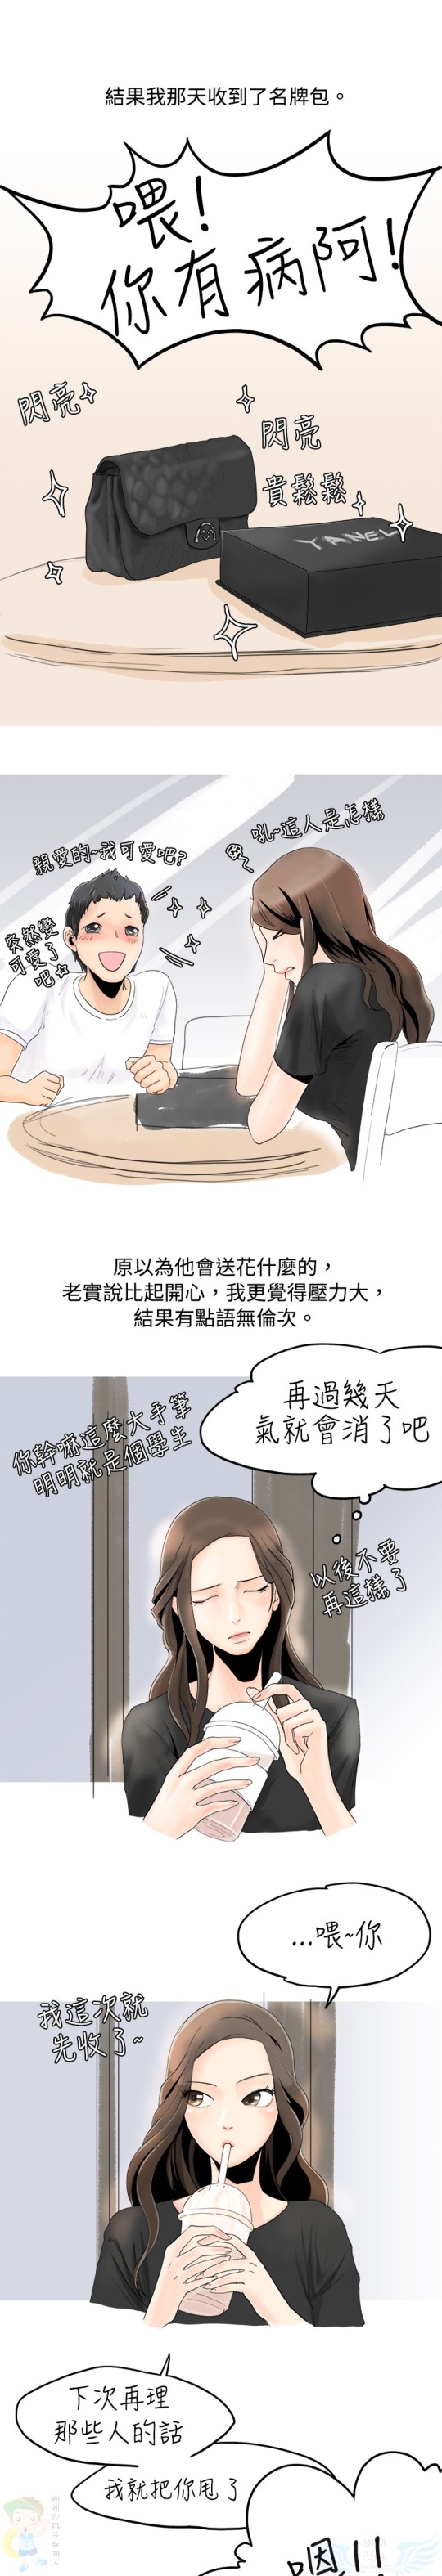 結果我那天收到了名牌包。
喂!
你有病阿!
閃亮
閃亮
貴鬆鬆
YANEL
親愛的~我可愛吧?
吼~這人是怎樣
突然變
可愛了
吧
原以為他會送花什麼的，
老實說比起開心，我更覺得壓力大，
結果有點語無倫次。
再過幾天
氣就會消了吧
你幹嘛這麼大手筆
明明就是個學生
以後不要
再這樣了
...喂~你
我這次就
先收了~
下次再理
那些人的話
我就把你甩了
嗯!!